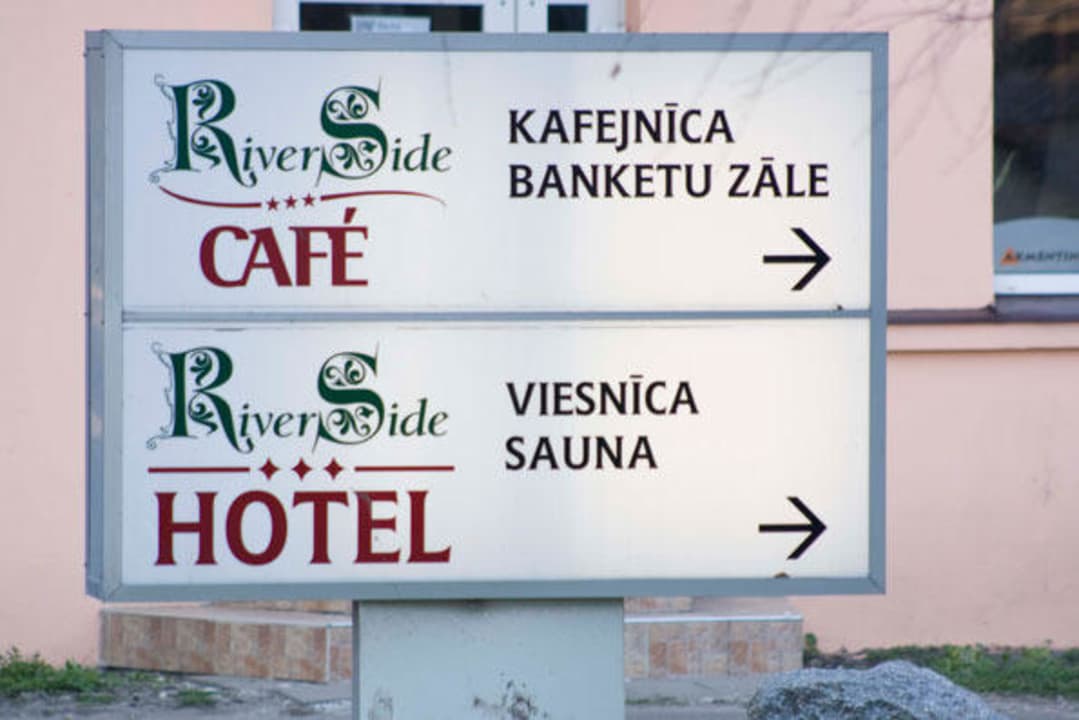 RiverSide
CAFÉ
KAFEJNĪCA
BANKETU ZĀLE
RiverSide
HOTEL
VIESNĪCA
SAUNA